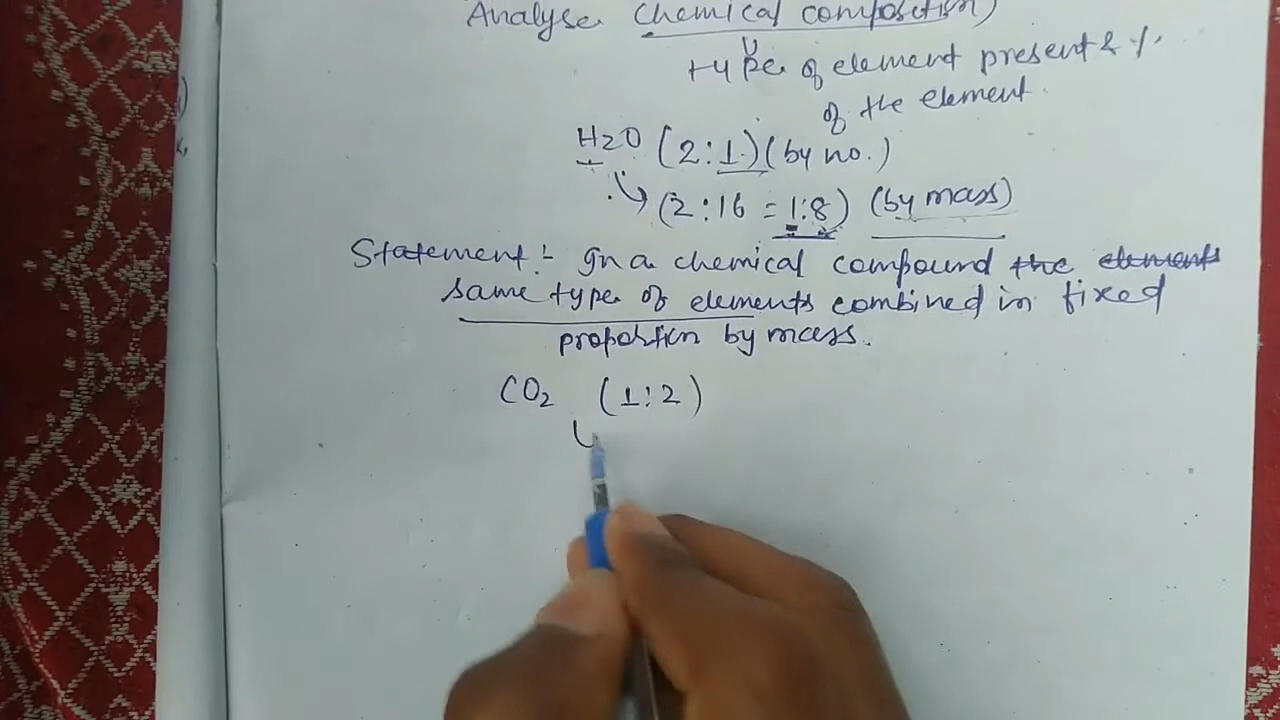 Analyse chemical composition)
type of element present & %.
of the element.
H2O (2:1)(by no.)
(2:16 = 1:8) (by mass)
Statement:- In a chemical compound the elements
same type of elements combined in fixed
proportion by mass.
CO2 (1:2)